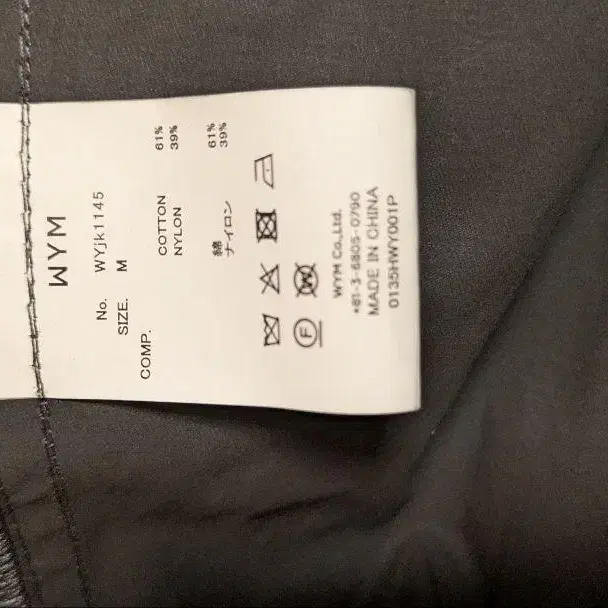 WYM
No. WYjk1145
SIZE. M
COMP.
COTTON 61%
NYLON 39%
綿 61%
ナイロン 39%
F
WYM Co.,Ltd.
+81-3-6805-0790
MADE IN CHINA
0135HWY001P